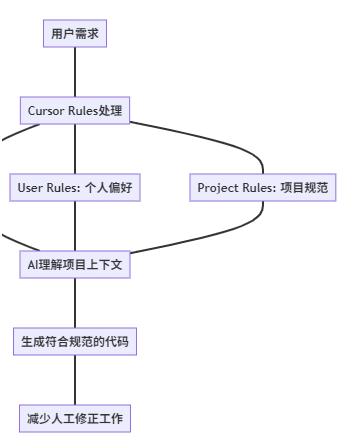 用户需求
Cursor Rules处理
User Rules: 个人偏好
Project Rules: 项目规范
AI理解项目上下文
生成符合规范的代码
减少人工修正工作